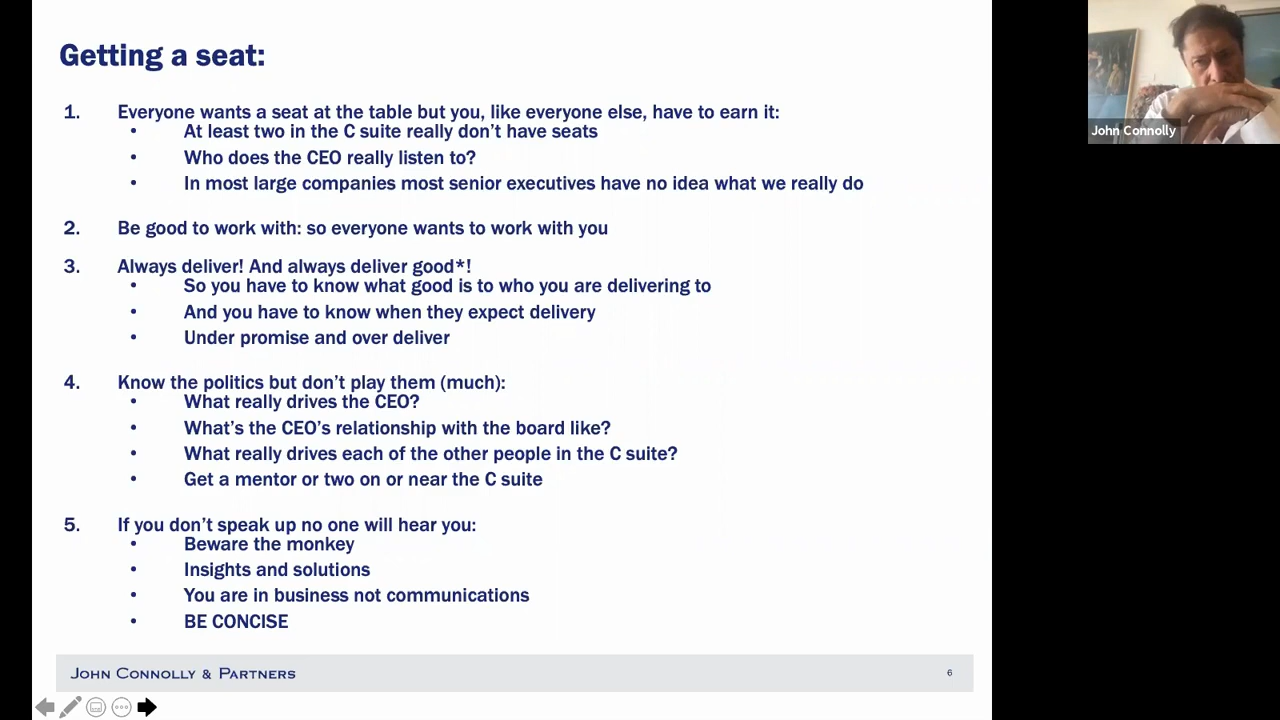 Getting a seat:
1. Everyone wants a seat at the table but you, like everyone else, have to earn it:
• At least two in the C suite really don’t have seats
• Who does the CEO really listen to?
• In most large companies most senior executives have no idea what we really do
2. Be good to work with: so everyone wants to work with you
3. Always deliver! And always deliver good*!
• So you have to know what good is to who you are delivering to
• And you have to know when they expect delivery
• Under promise and over deliver
4. Know the politics but don’t play them (much):
• What really drives the CEO?
• What’s the CEO’s relationship with the board like?
• What really drives each of the other people in the C suite?
• Get a mentor or two on or near the C suite
5. If you don’t speak up no one will hear you:
• Beware the monkey
• Insights and solutions
• You are in business not communications
• BE CONCISE
JOHN CONNOLLY & PARTNERS
6
John Connolly